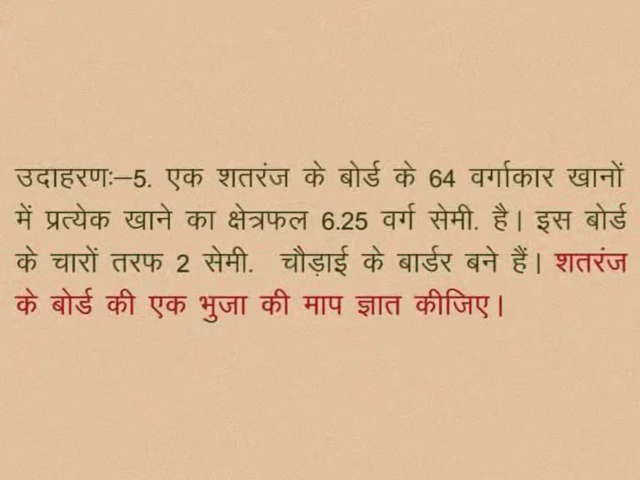 उदाहरणः–5. एक शतरंज के बोर्ड के 64 वर्गाकार खानों
में प्रत्येक खाने का क्षेत्रफल 6.25 वर्ग सेमी. है। इस बोर्ड
के चारों तरफ 2 सेमी. चौड़ाई के बार्डर बने हैं। शतरंज
के बोर्ड की एक भुजा की माप ज्ञात कीजिए।